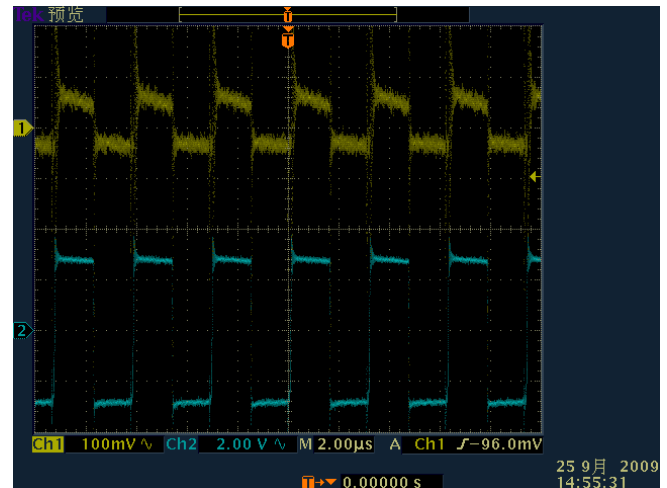 Tek 预览
T
T
1
2
Ch1 100mV∿ Ch2 2.00 V ∿ M 2.00µs A Ch1 ƒ-96.0mV
T→▼ 0.00000 s
25 9月 2009
14:55:31